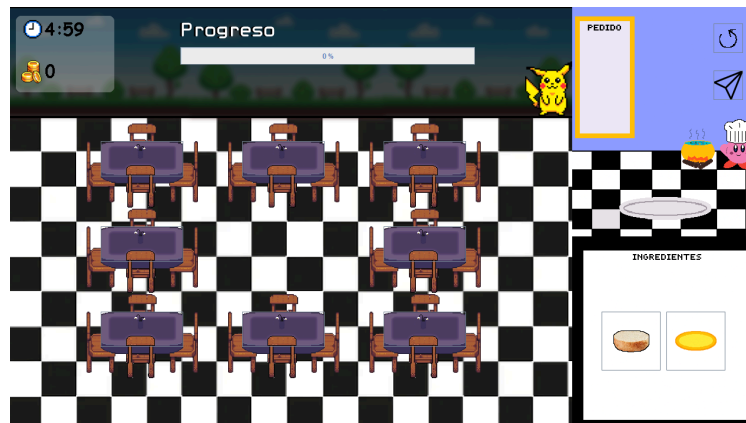 4:59
0
Progreso
0 %
PEDIDO
INGREDIENTES